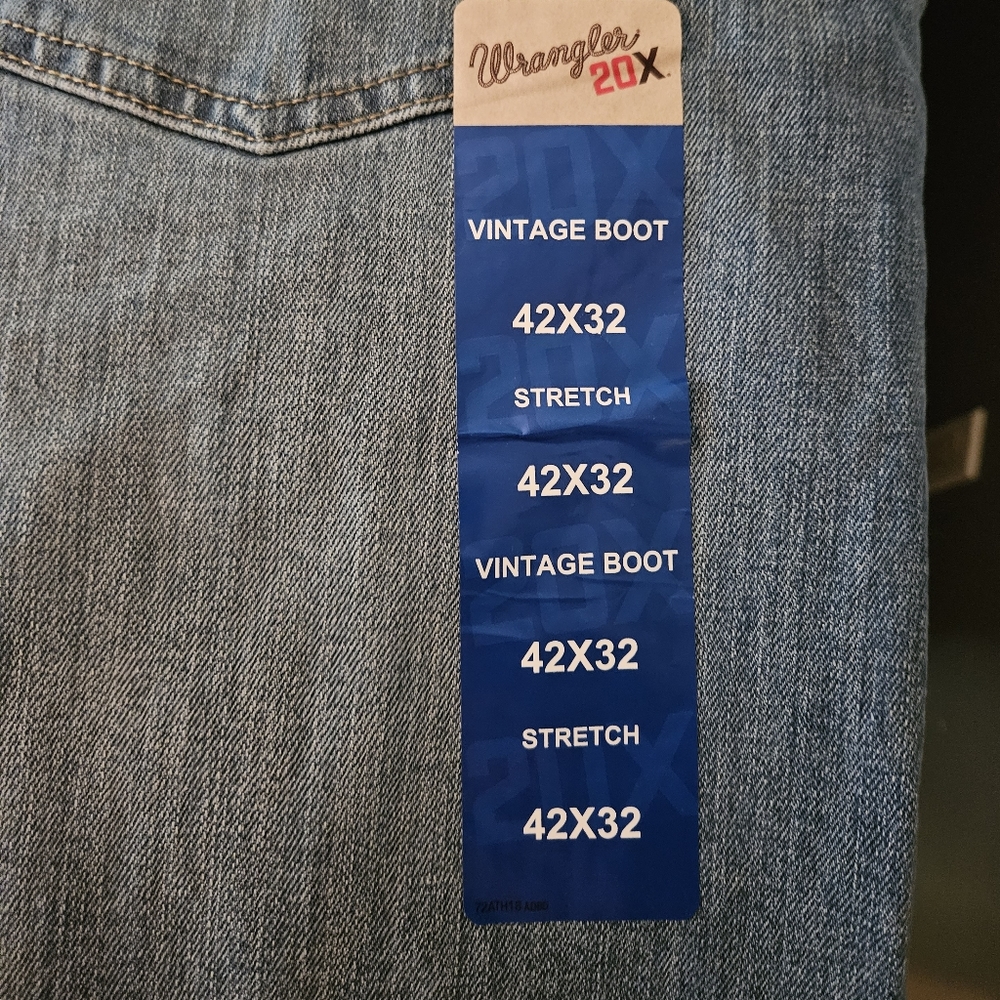 Wrangler
20X
VINTAGE BOOT
42X32
STRETCH
42X32
VINTAGE BOOT
42X32
STRETCH
42X32